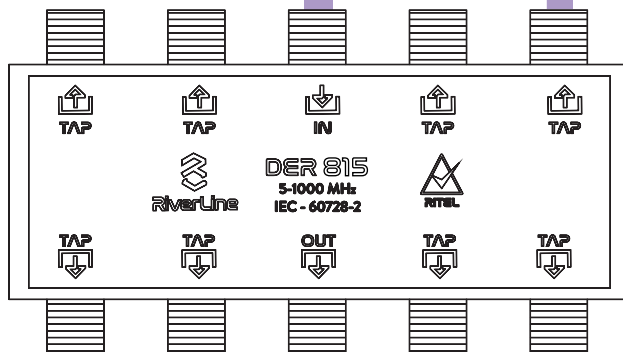 TAP TAP IN TAP TAP
RiverLine
DER 815
5-1000 MHz
IEC - 60728-2
RITEL
TAP TAP OUT TAP TAP